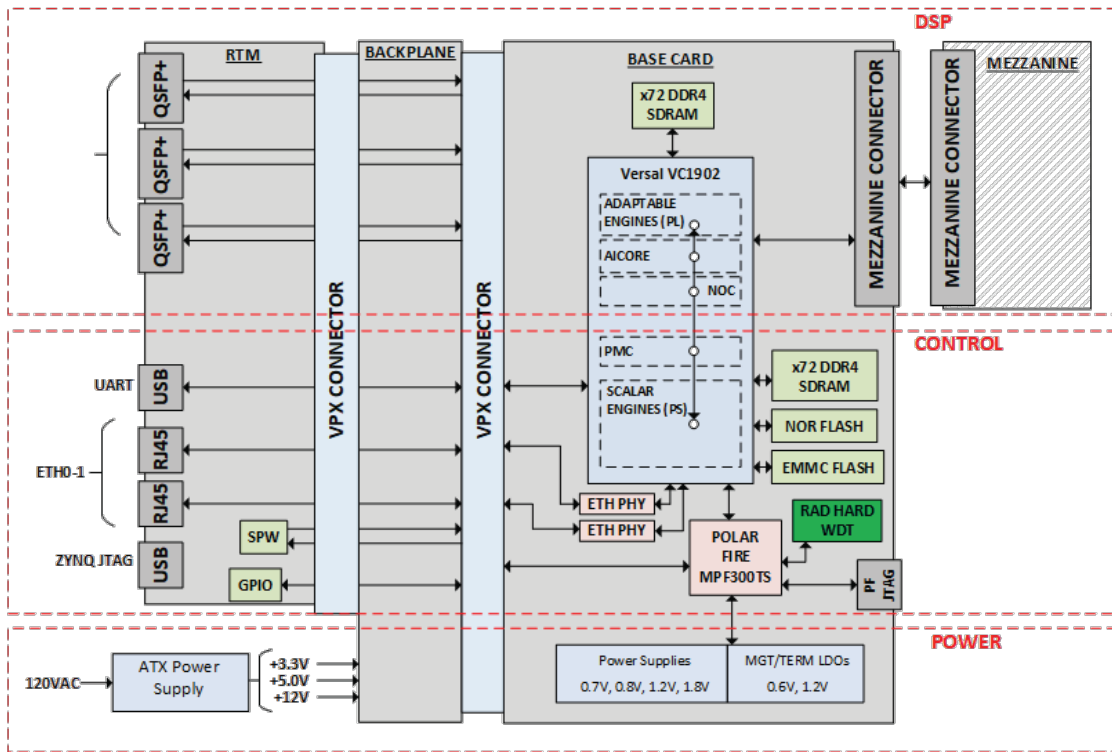 DSP
RTM
BACKPLANE
BASE CARD
MEZZANINE
QSFP+
QSFP+
QSFP+
VPX CONNECTOR
VPX CONNECTOR
x72 DDR4
SDRAM
Versal VC1902
ADAPTABLE
ENGINES (PL)
AICORE
NOC
PMC
SCALAR
ENGINES (PS)
MEZZANINE CONNECTOR
MEZZANINE CONNECTOR
CONTROL
UART
USB
ETH0-1
RJ45
RJ45
ZYNQ JTAG
USB
SPW
GPIO
x72 DDR4
SDRAM
NOR FLASH
EMMC FLASH
ETH PHY
ETH PHY
RAD HARD
WDT
POLAR
FIRE
MPF300TS
PF
JTAG
POWER
120VAC
ATX Power
Supply
+3.3V
+5.0V
+12V
Power Supplies
0.7V, 0.8V, 1.2V, 1.8V
MGT/TERM LDOs
0.6V, 1.2V